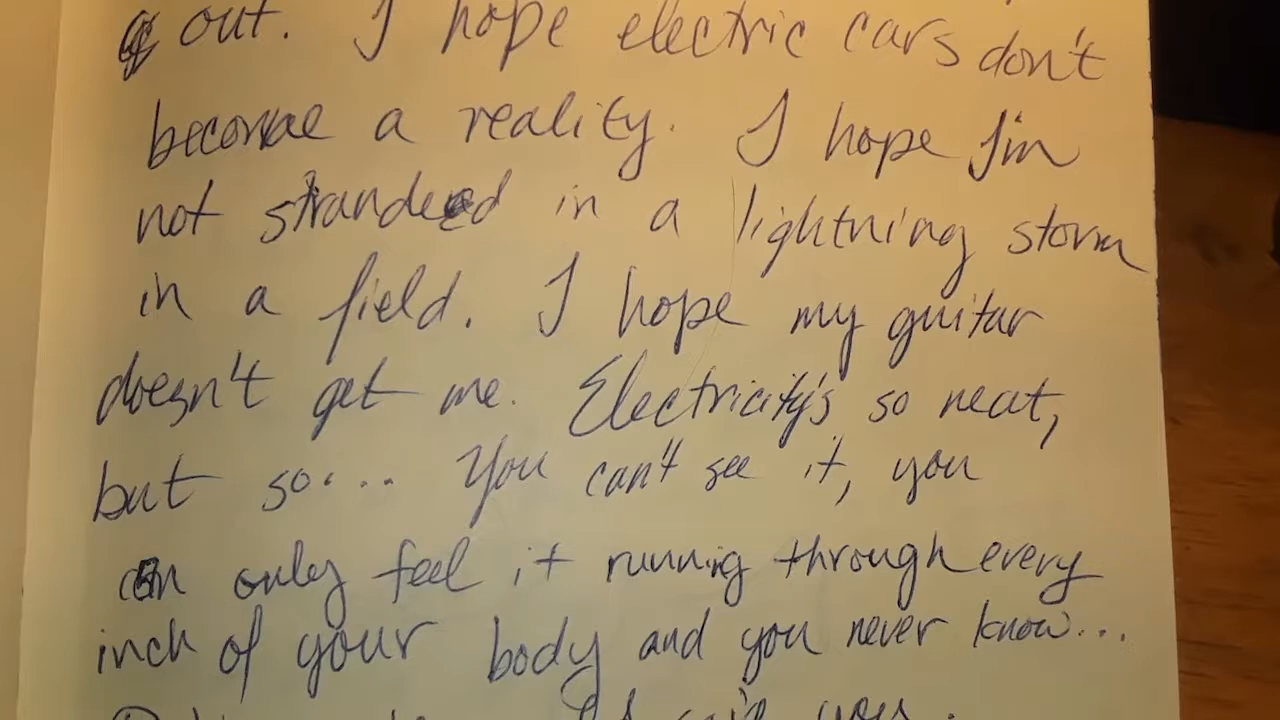 out. I hope electric cars don't
become a reality. I hope I'm
not stranded in a lightning storm
in a field. I hope my guitar
doesn't get me. Electricity's so neat,
but so... You can't see it, you
can only feel it running through every
inch of your body and you never know...